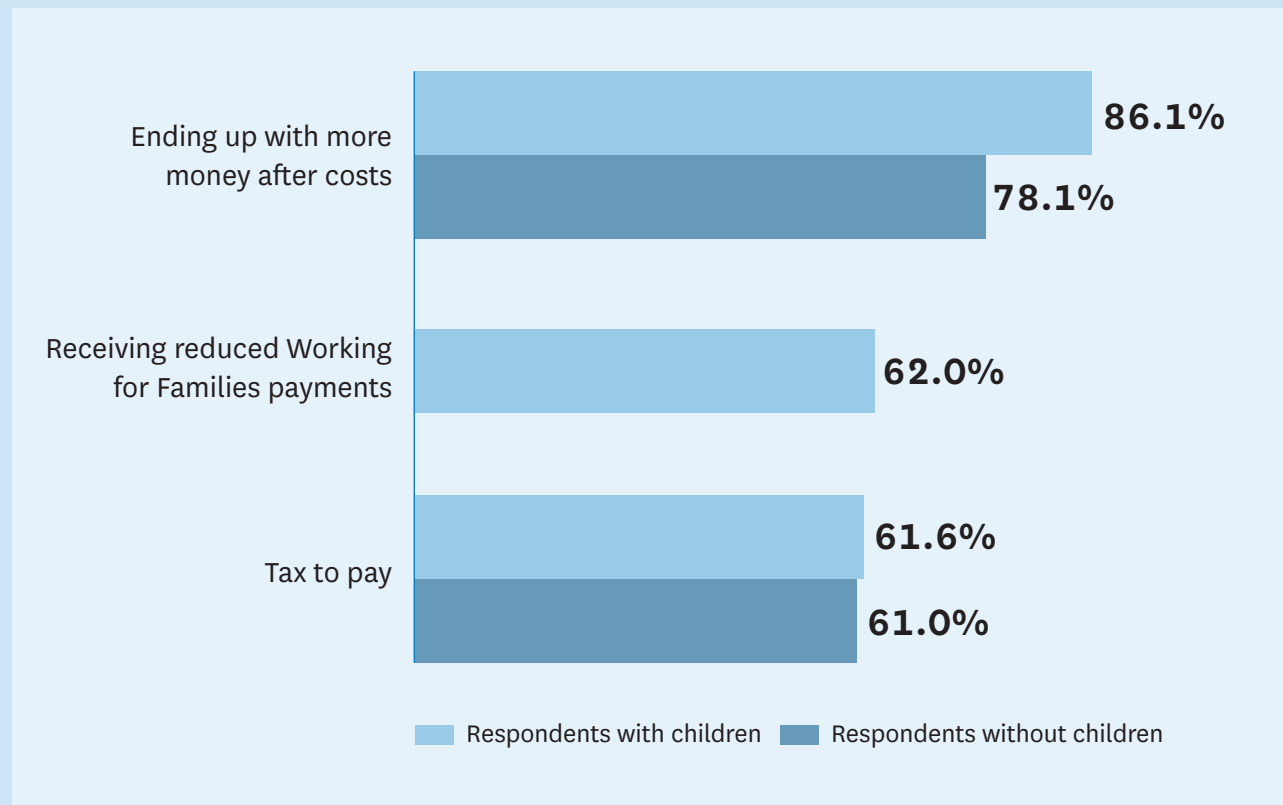 Ending up with more
money after costs
86.1%
78.1%
Receiving reduced Working
for Families payments
62.0%
Tax to pay
61.6%
61.0%
Respondents with children
Respondents without children